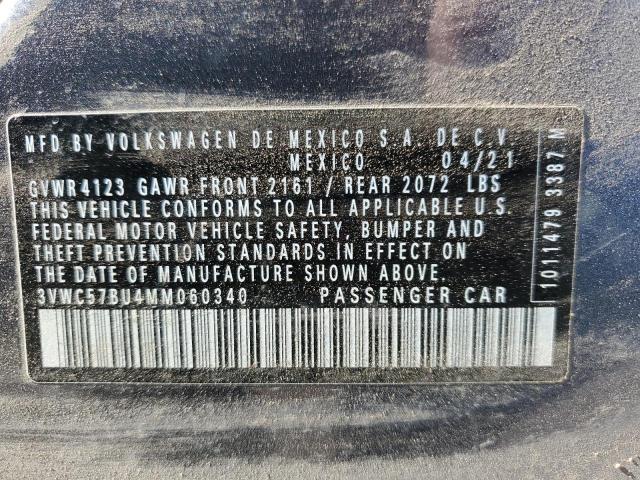 MFD BY VOLKSWAGEN DE MEXICO S.A. DE C.V.
MEXICO 04/21
GVWR4123 GAWR FRONT 2161 / REAR 2072 LBS
THIS VEHICLE CONFORMS TO ALL APPLICABLE U.S.
FEDERAL MOTOR VEHICLE SAFETY, BUMPER AND
THEFT PREVENTION STANDARDS IN EFFECT ON
THE DATE OF MANUFACTURE SHOWN ABOVE.
3VWC57BU4MM060340 PASSENGER CAR
1011479 3387 M